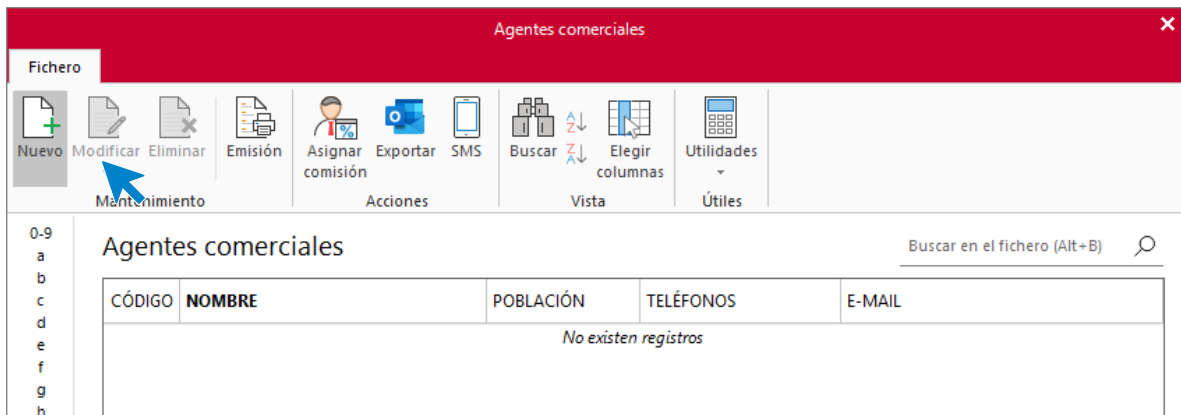 Agentes comerciales
Fichero
Nuevo Modificar Eliminar Emisión Asignar comisión Exportar SMS Buscar Elegir columnas Utilidades
Mantenimiento Acciones Vista Útiles
0-9
a
b
c
d
e
f
g
h
Agentes comerciales
Buscar en el fichero (Alt+B)
CÓDIGO NOMBRE POBLACIÓN TELÉFONOS E-MAIL
No existen registros